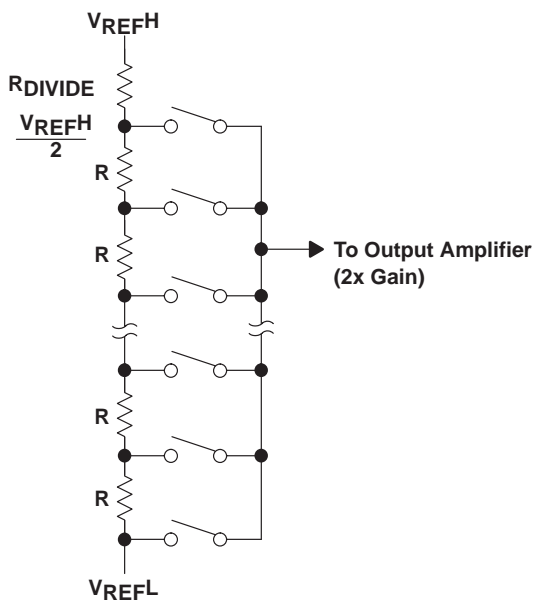 VREFH
RDIVIDE
VREFH
2
R
R
To Output Amplifier
(2x Gain)
R
R
VREFL